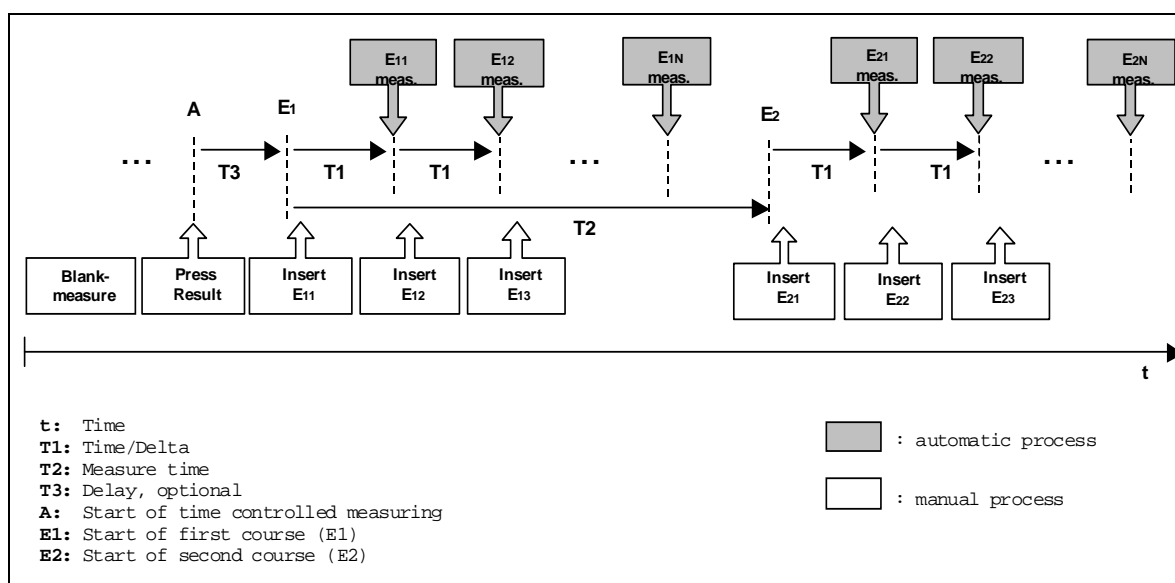 E11 meas.
E12 meas.
E1N meas.
E21 meas.
E22 meas.
E2N meas.
A
E1
E2
...
T3
T1
T1
...
T1
T1
...
T2
Blank-
measure
Press
Result
Insert
E11
Insert
E12
Insert
E13
Insert
E21
Insert
E22
Insert
E23
t
t: Time
T1: Time/Delta
T2: Measure time
T3: Delay, optional
A: Start of time controlled measuring
E1: Start of first course (E1)
E2: Start of second course (E2)
: automatic process
: manual process